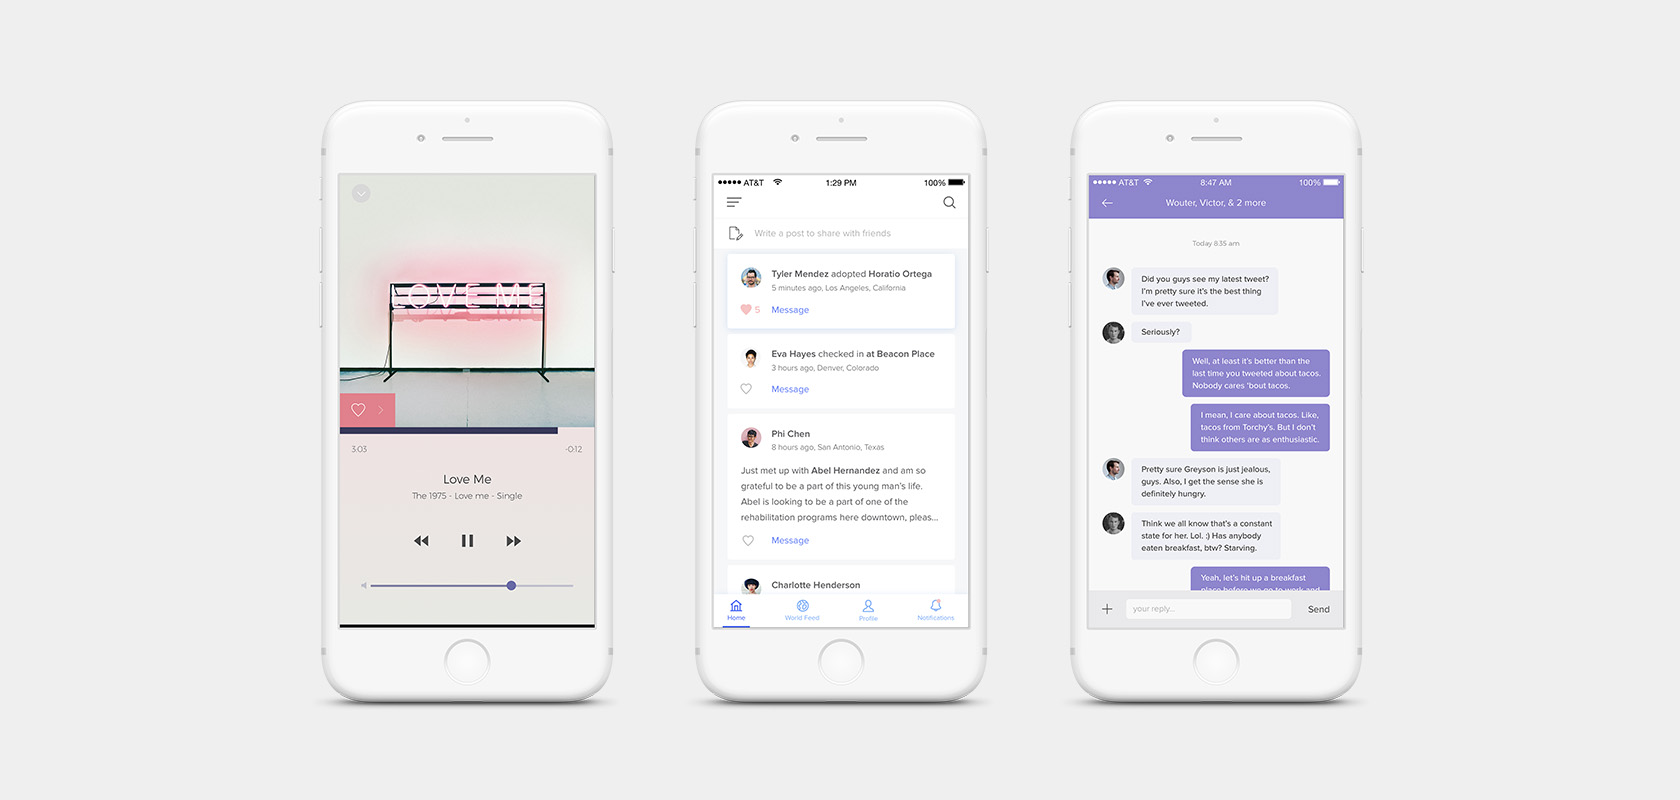 LOVE ME
3:03
-0:12
Love Me
The 1975 - Love me - Single
AT&T
1:29 PM
100%
Write a post to share with friends
Tyler Mendez adopted Horatio Ortega
5 minutes ago, Los Angeles, California
5
Message
Eva Hayes checked in at Beacon Place
3 hours ago, Denver, Colorado
Message
Phi Chen
8 hours ago, San Antonio, Texas
Just met up with Abel Hernandez and am so
grateful to be a part of this young man's life.
Abel is looking to be a part of one of the
rehabilitation programs here downtown, pleas...
Message
Charlotte Henderson
Home
World Feed
Profile
Notifications
AT&T
8:47 AM
100%
Wouter, Victor, & 2 more
Today 8:35 am
Did you guys see my latest tweet?
I'm pretty sure it's the best thing
I've ever tweeted.
Seriously?
Well, at least it's better than the
last time you tweeted about tacos.
Nobody cares 'bout tacos.
I mean, I care about tacos. Like,
tacos from Torchy's. But I don't
think others are as enthusiastic.
Pretty sure Greyson is just jealous,
guys. Also, I get the sense she is
definitely hungry.
Think we all know that's a constant
state for her. Lol. :) Has anybody
eaten breakfast, btw? Starving.
Yeah, let's hit up a breakfast
place before we go to work and
your reply...
Send